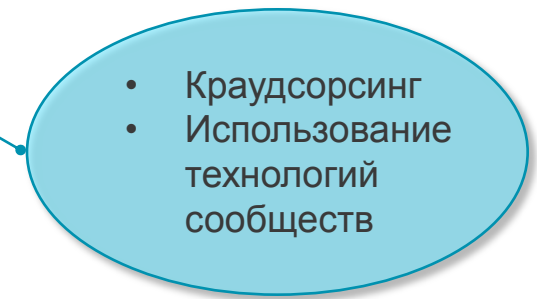 • Краудсорсинг
• Использование
технологий
сообществ